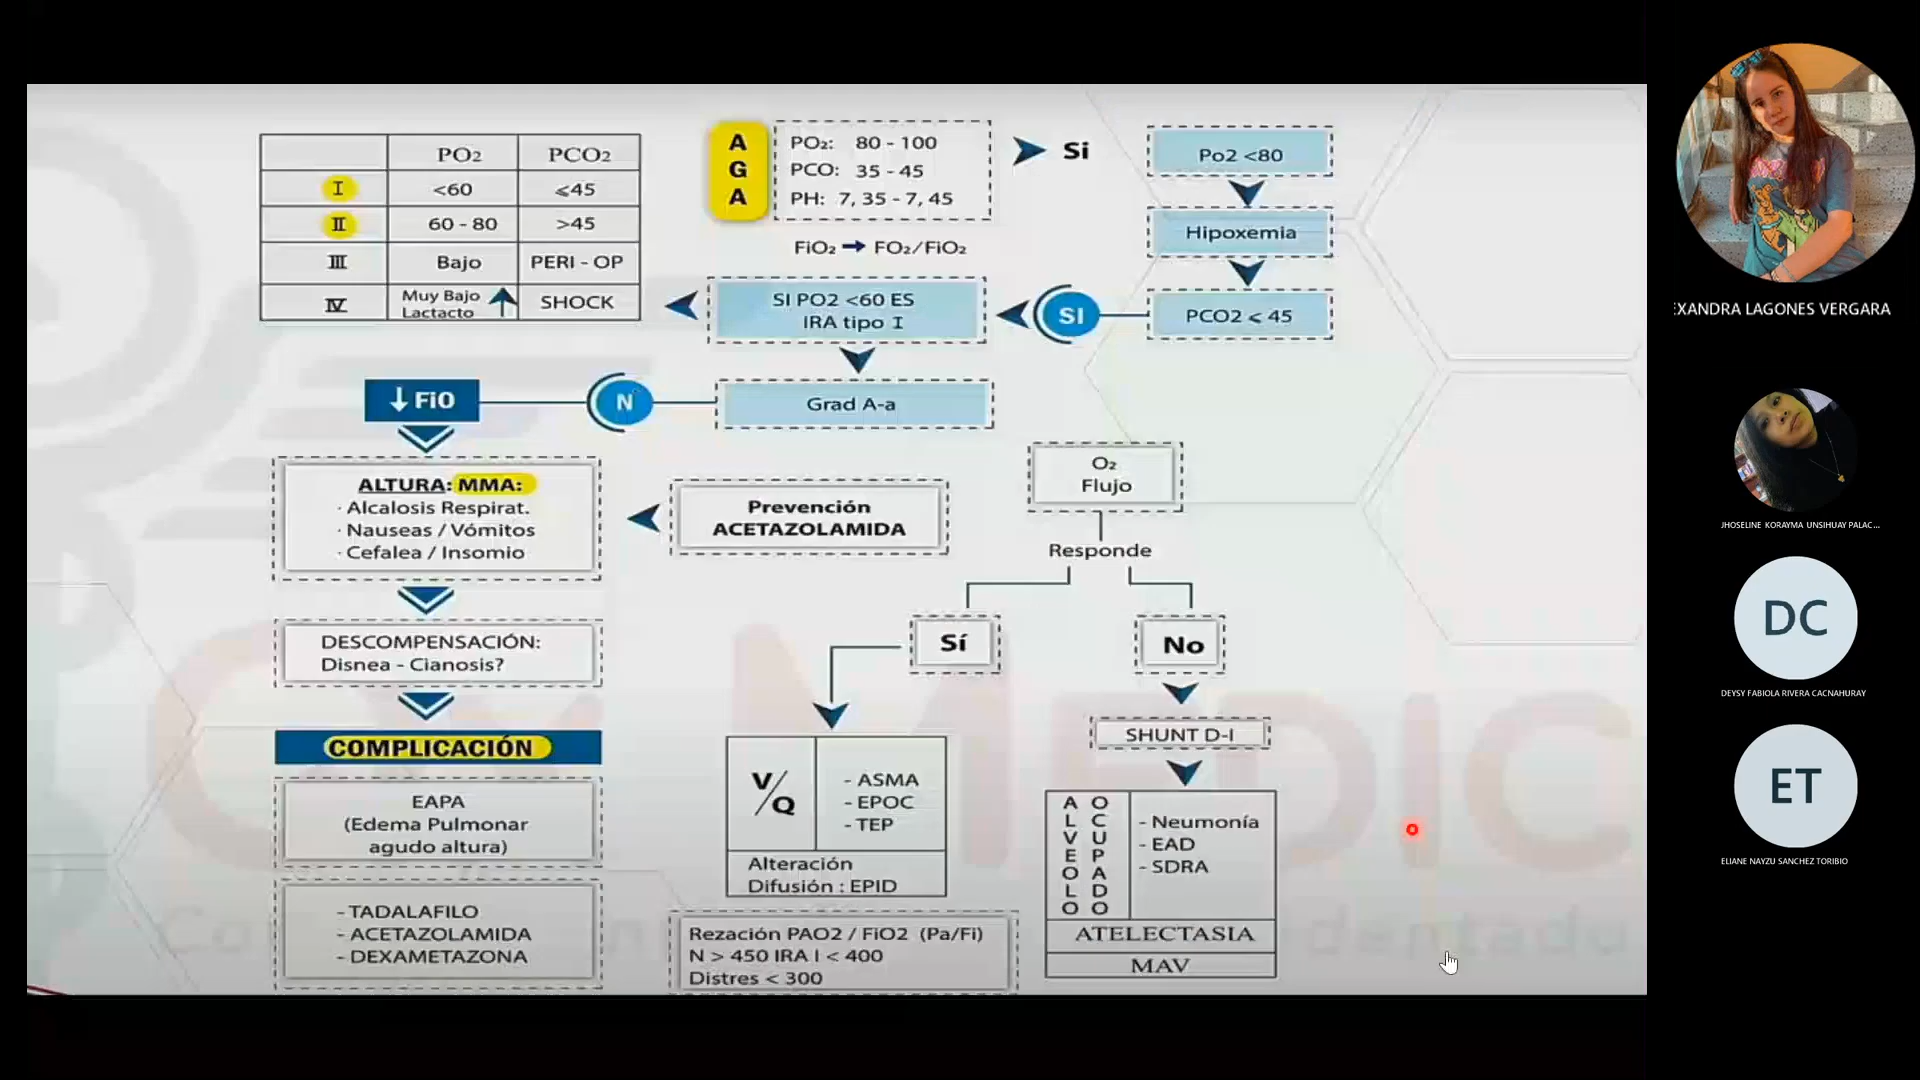 PO₂ PCO₂
I <60 ⩽45
II 60 - 80 >45
III Bajo PERI - OP
IV Muy Bajo Lactacto SHOCK
AGA
PO₂: 80 - 100
PCO: 35 - 45
PH: 7, 35 - 7, 45
FiO₂ → FO₂/FiO₂
Si
Po2 <80
Hipoxemia
PCO2 ⩽ 45
SI
SI PO2 <60 ES
IRA tipo I
Grad A-a
N
↓ FiO
ALTURA: MMA:
· Alcalosis Respirat.
· Nauseas / Vómitos
· Cefalea / Insomio
Prevención
ACETAZOLAMIDA
DESCOMPENSACIÓN:
Disnea - Cianosis?
COMPLICACIÓN
EAPA
(Edema Pulmonar
agudo altura)
- TADALAFILO
- ACETAZOLAMIDA
- DEXAMETAZONA
O₂
Flujo
Responde
Sí
No
V/Q
- ASMA
- EPOC
- TEP
Alteración
Difusión : EPID
Rezación PAO2 / FiO2 (Pa/Fi)
N > 450 IRA I < 400
Distres < 300
SHUNT D-I
ALVEOLO OCUPADO
- Neumonía
- EAD
- SDRA
ATELECTASIA
MAV
EXANDRA LAGONES VERGARA
JHOSELINE KORAYMA UNSIHUAY PALAC...
DC
DEYSY FABIOLA RIVERA CACNAHURAY
ET
ELIANE NAYZU SANCHEZ TORIBIO